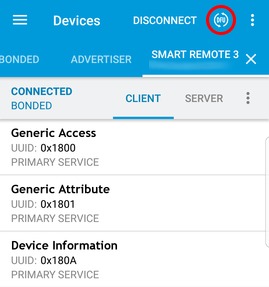 Devices DISCONNECT DFU
BONDED ADVERTISER SMART REMOTE 3
CONNECTED
BONDED CLIENT SERVER
Generic Access
UUID: 0x1800
PRIMARY SERVICE
Generic Attribute
UUID: 0x1801
PRIMARY SERVICE
Device Information
UUID: 0x180A
PRIMARY SERVICE